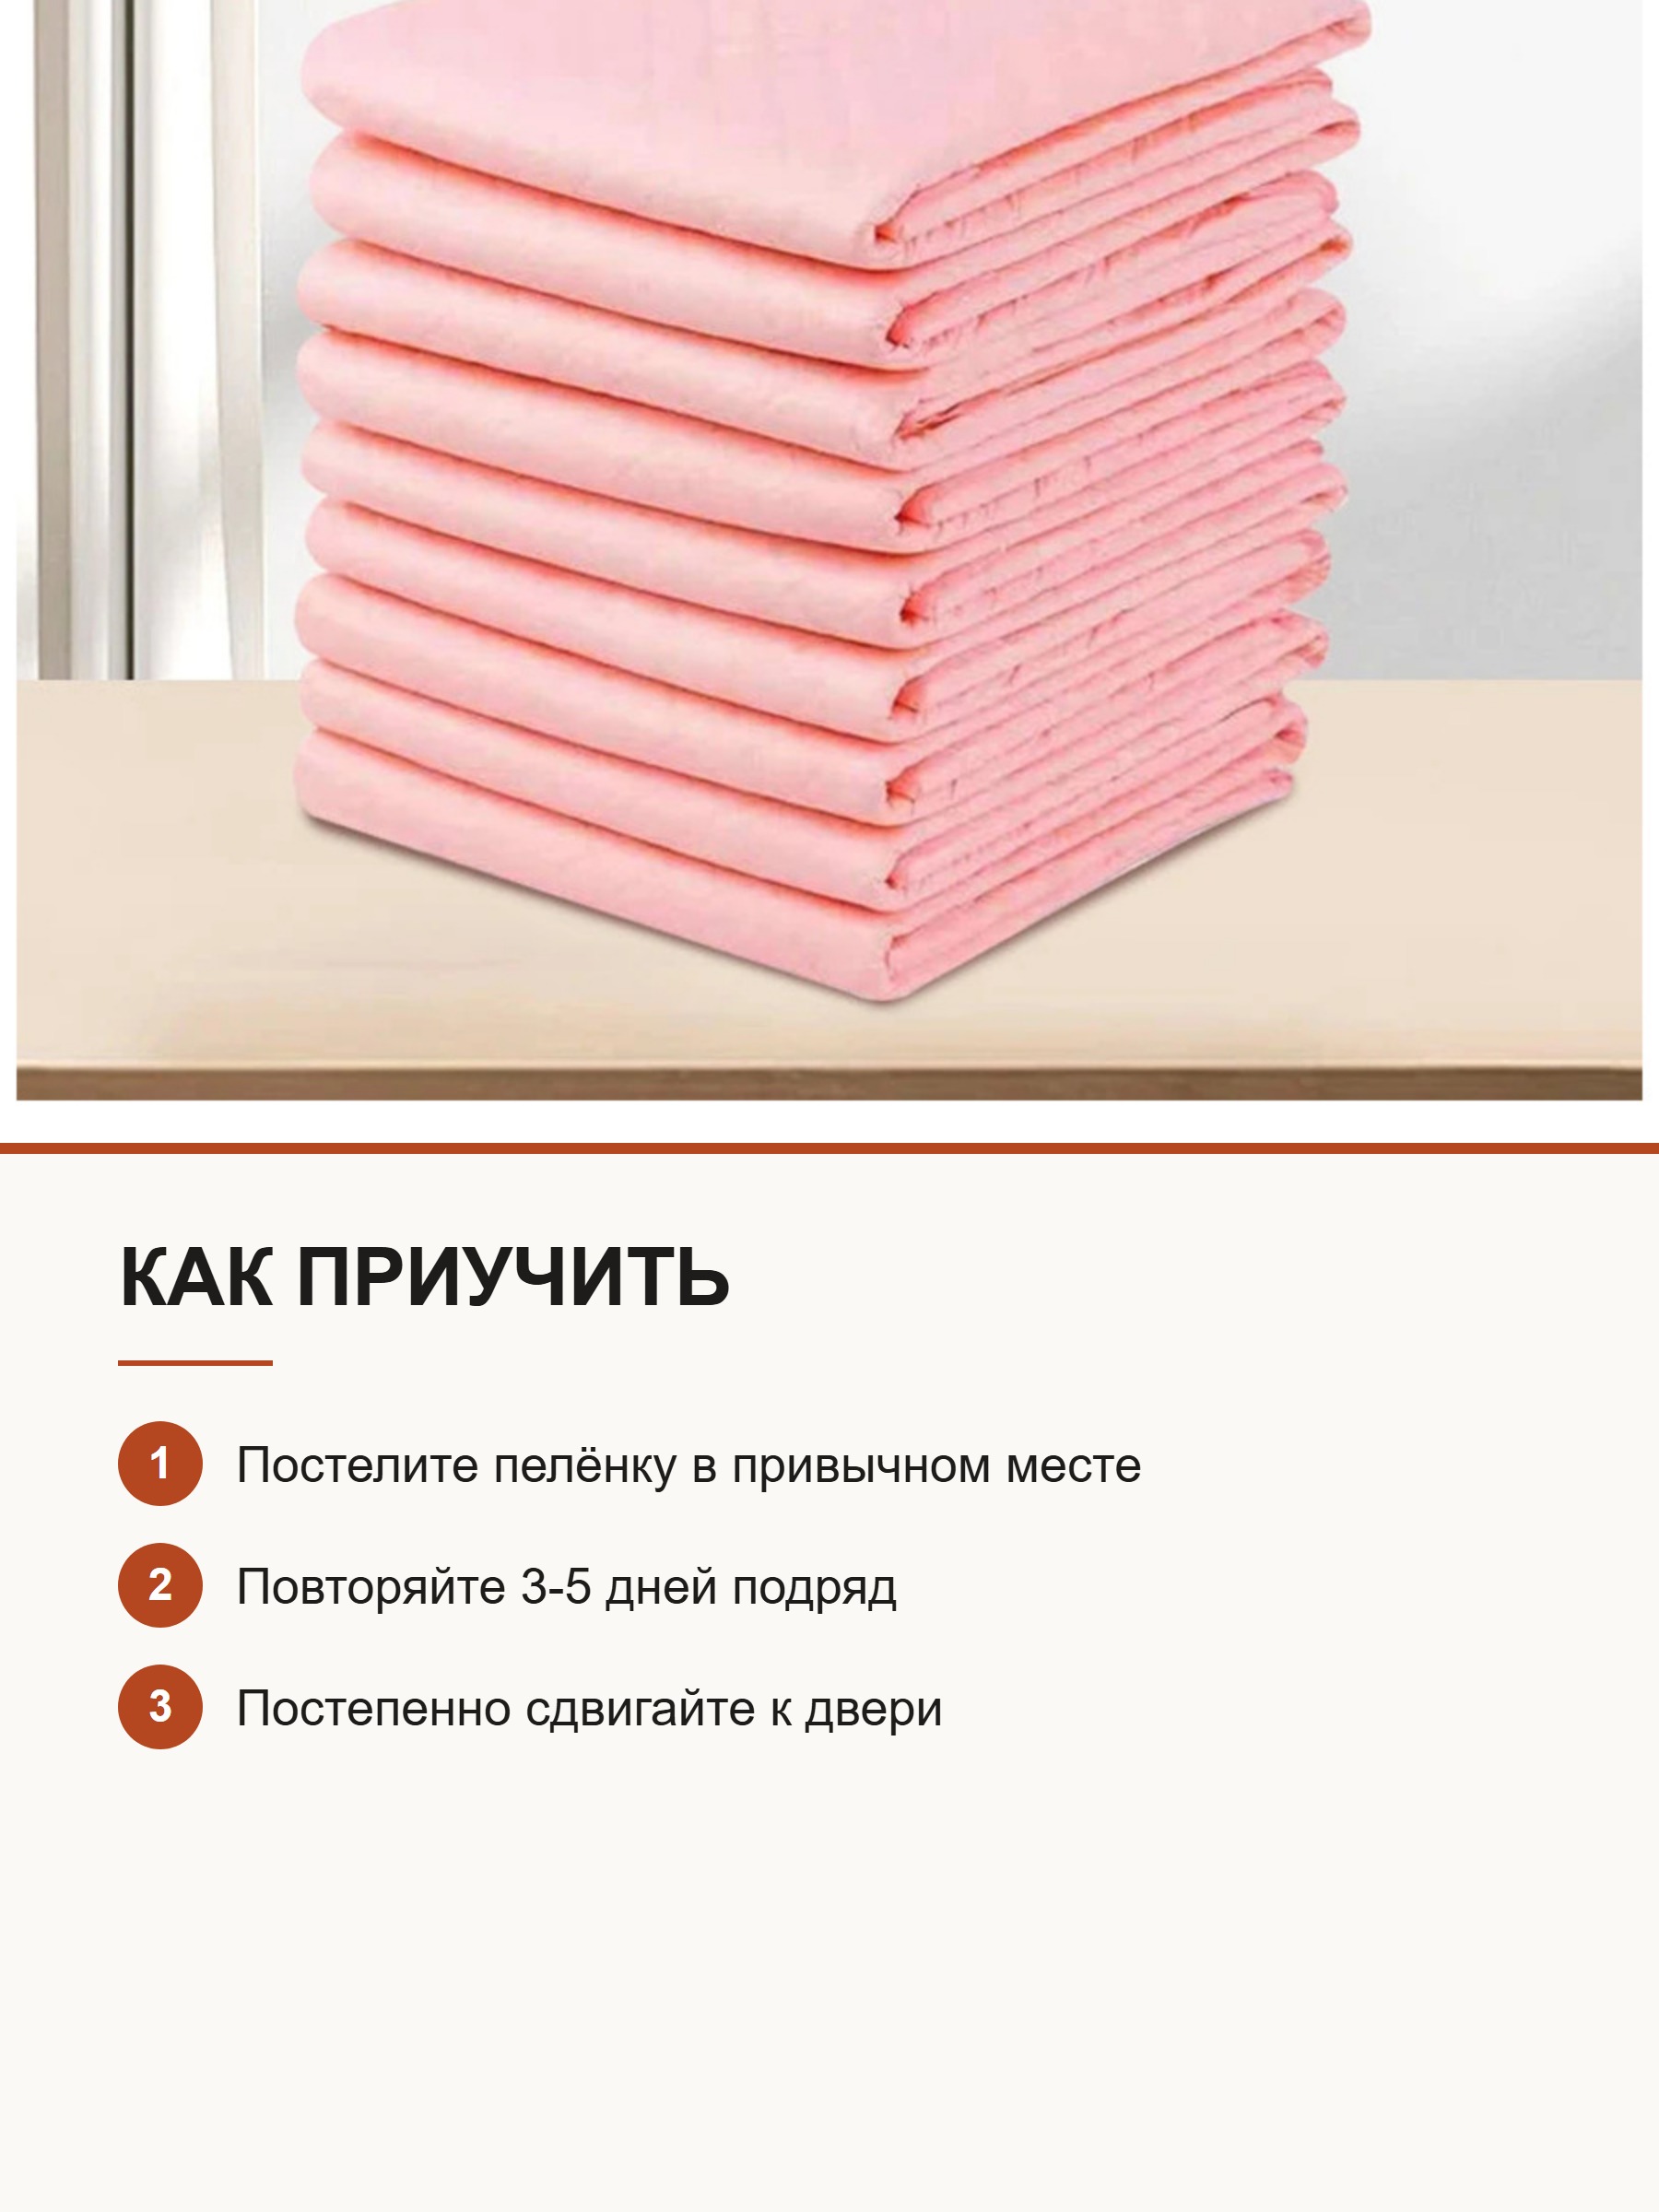 КАК ПРИУЧИТЬ
1 Постелите пелёнку в привычном месте
2 Повторяйте 3-5 дней подряд
3 Постепенно сдвигайте к двери